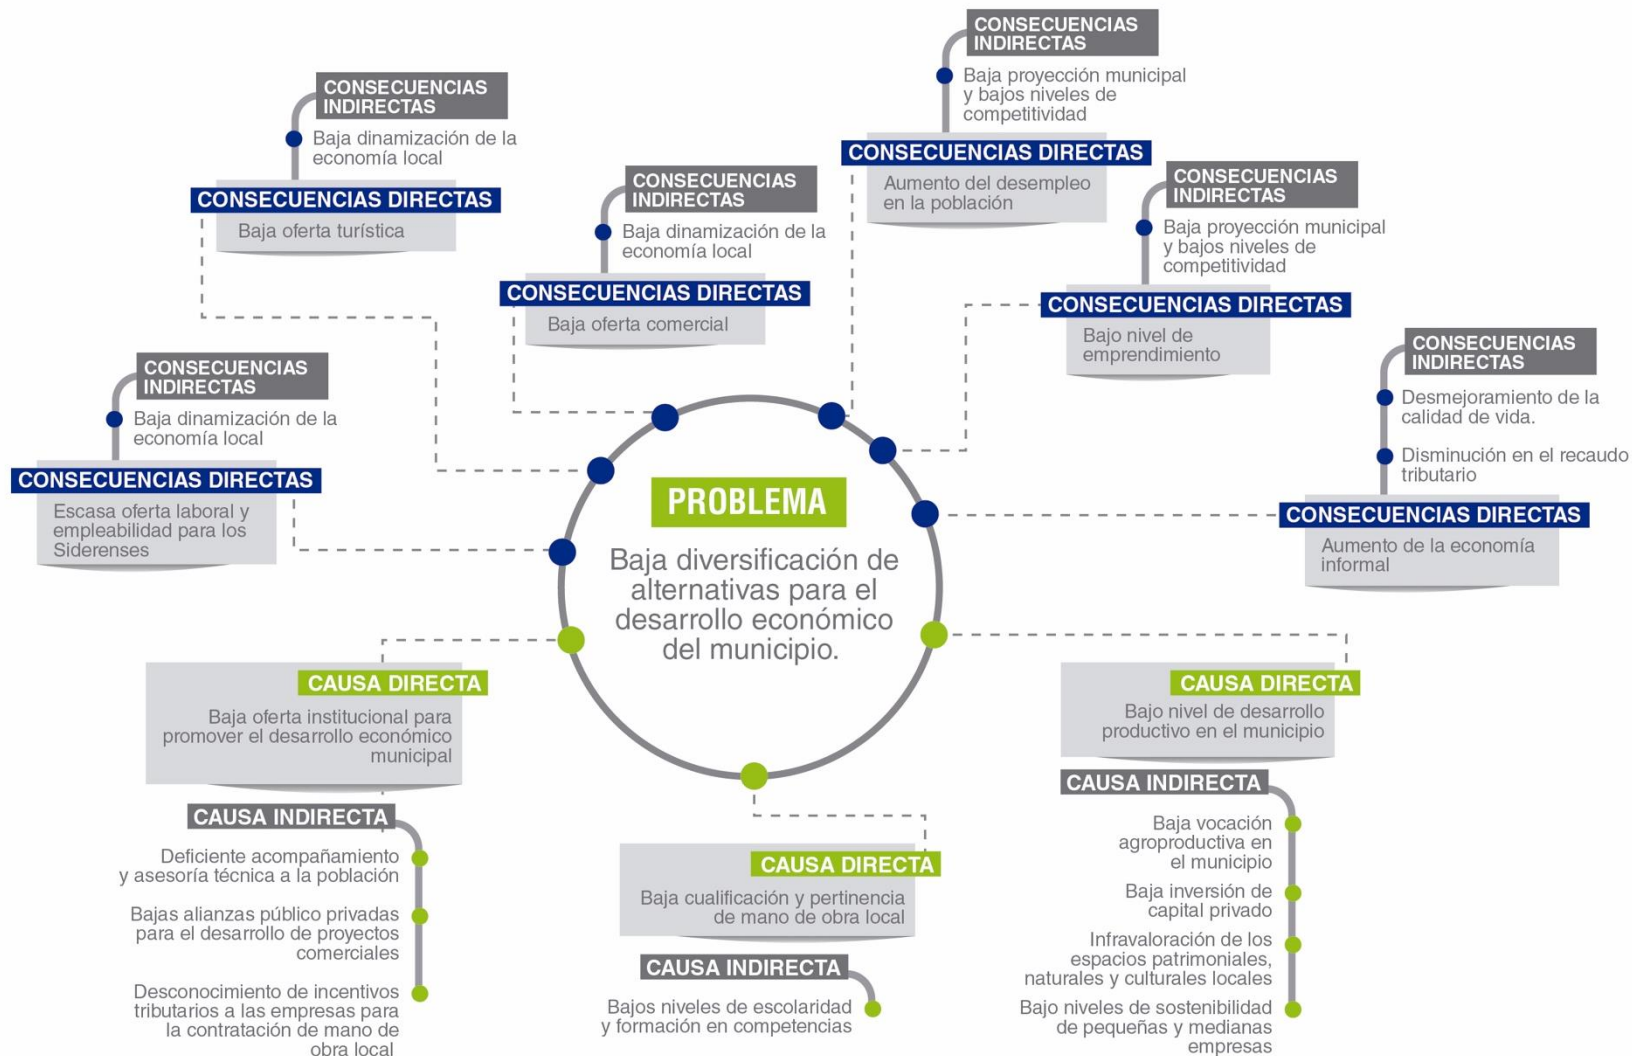 CONSECUENCIAS
INDIRECTAS
Baja proyección municipal
y bajos niveles de
competitividad
CONSECUENCIAS DIRECTAS
Aumento del desempleo
en la población
CONSECUENCIAS
INDIRECTAS
Baja dinamización de la
economía local
CONSECUENCIAS DIRECTAS
Baja oferta turística
CONSECUENCIAS
INDIRECTAS
Baja dinamización de la
economía local
CONSECUENCIAS DIRECTAS
Baja oferta comercial
CONSECUENCIAS
INDIRECTAS
Baja proyección municipal
y bajos niveles de
competitividad
CONSECUENCIAS DIRECTAS
Bajo nivel de
emprendimiento
CONSECUENCIAS
INDIRECTAS
Baja dinamización de la
economía local
CONSECUENCIAS DIRECTAS
Escasa oferta laboral y
empleabilidad para los
Siderenses
CONSECUENCIAS
INDIRECTAS
Desmejoramiento de la
calidad de vida.
Disminución en el recaudo
tributario
CONSECUENCIAS DIRECTAS
Aumento de la economía
informal
PROBLEMA
Baja diversificación de
alternativas para el
desarrollo económico
del municipio.
CAUSA DIRECTA
Baja oferta institucional para
promover el desarrollo económico
municipal
CAUSA INDIRECTA
Deficiente acompañamiento
y asesoría técnica a la población
Bajas alianzas público privadas
para el desarrollo de proyectos
comerciales
Desconocimiento de incentivos
tributarios a las empresas para
la contratación de mano de
obra local
CAUSA DIRECTA
Baja cualificación y pertinencia
de mano de obra local
CAUSA INDIRECTA
Bajos niveles de escolaridad
y formación en competencias
CAUSA DIRECTA
Bajo nivel de desarrollo
productivo en el municipio
CAUSA INDIRECTA
Baja vocación
agroproductiva en
el municipio
Baja inversión de
capital privado
Infravaloración de los
espacios patrimoniales,
naturales y culturales locales
Bajo niveles de sostenibilidad
de pequeñas y medianas
empresas